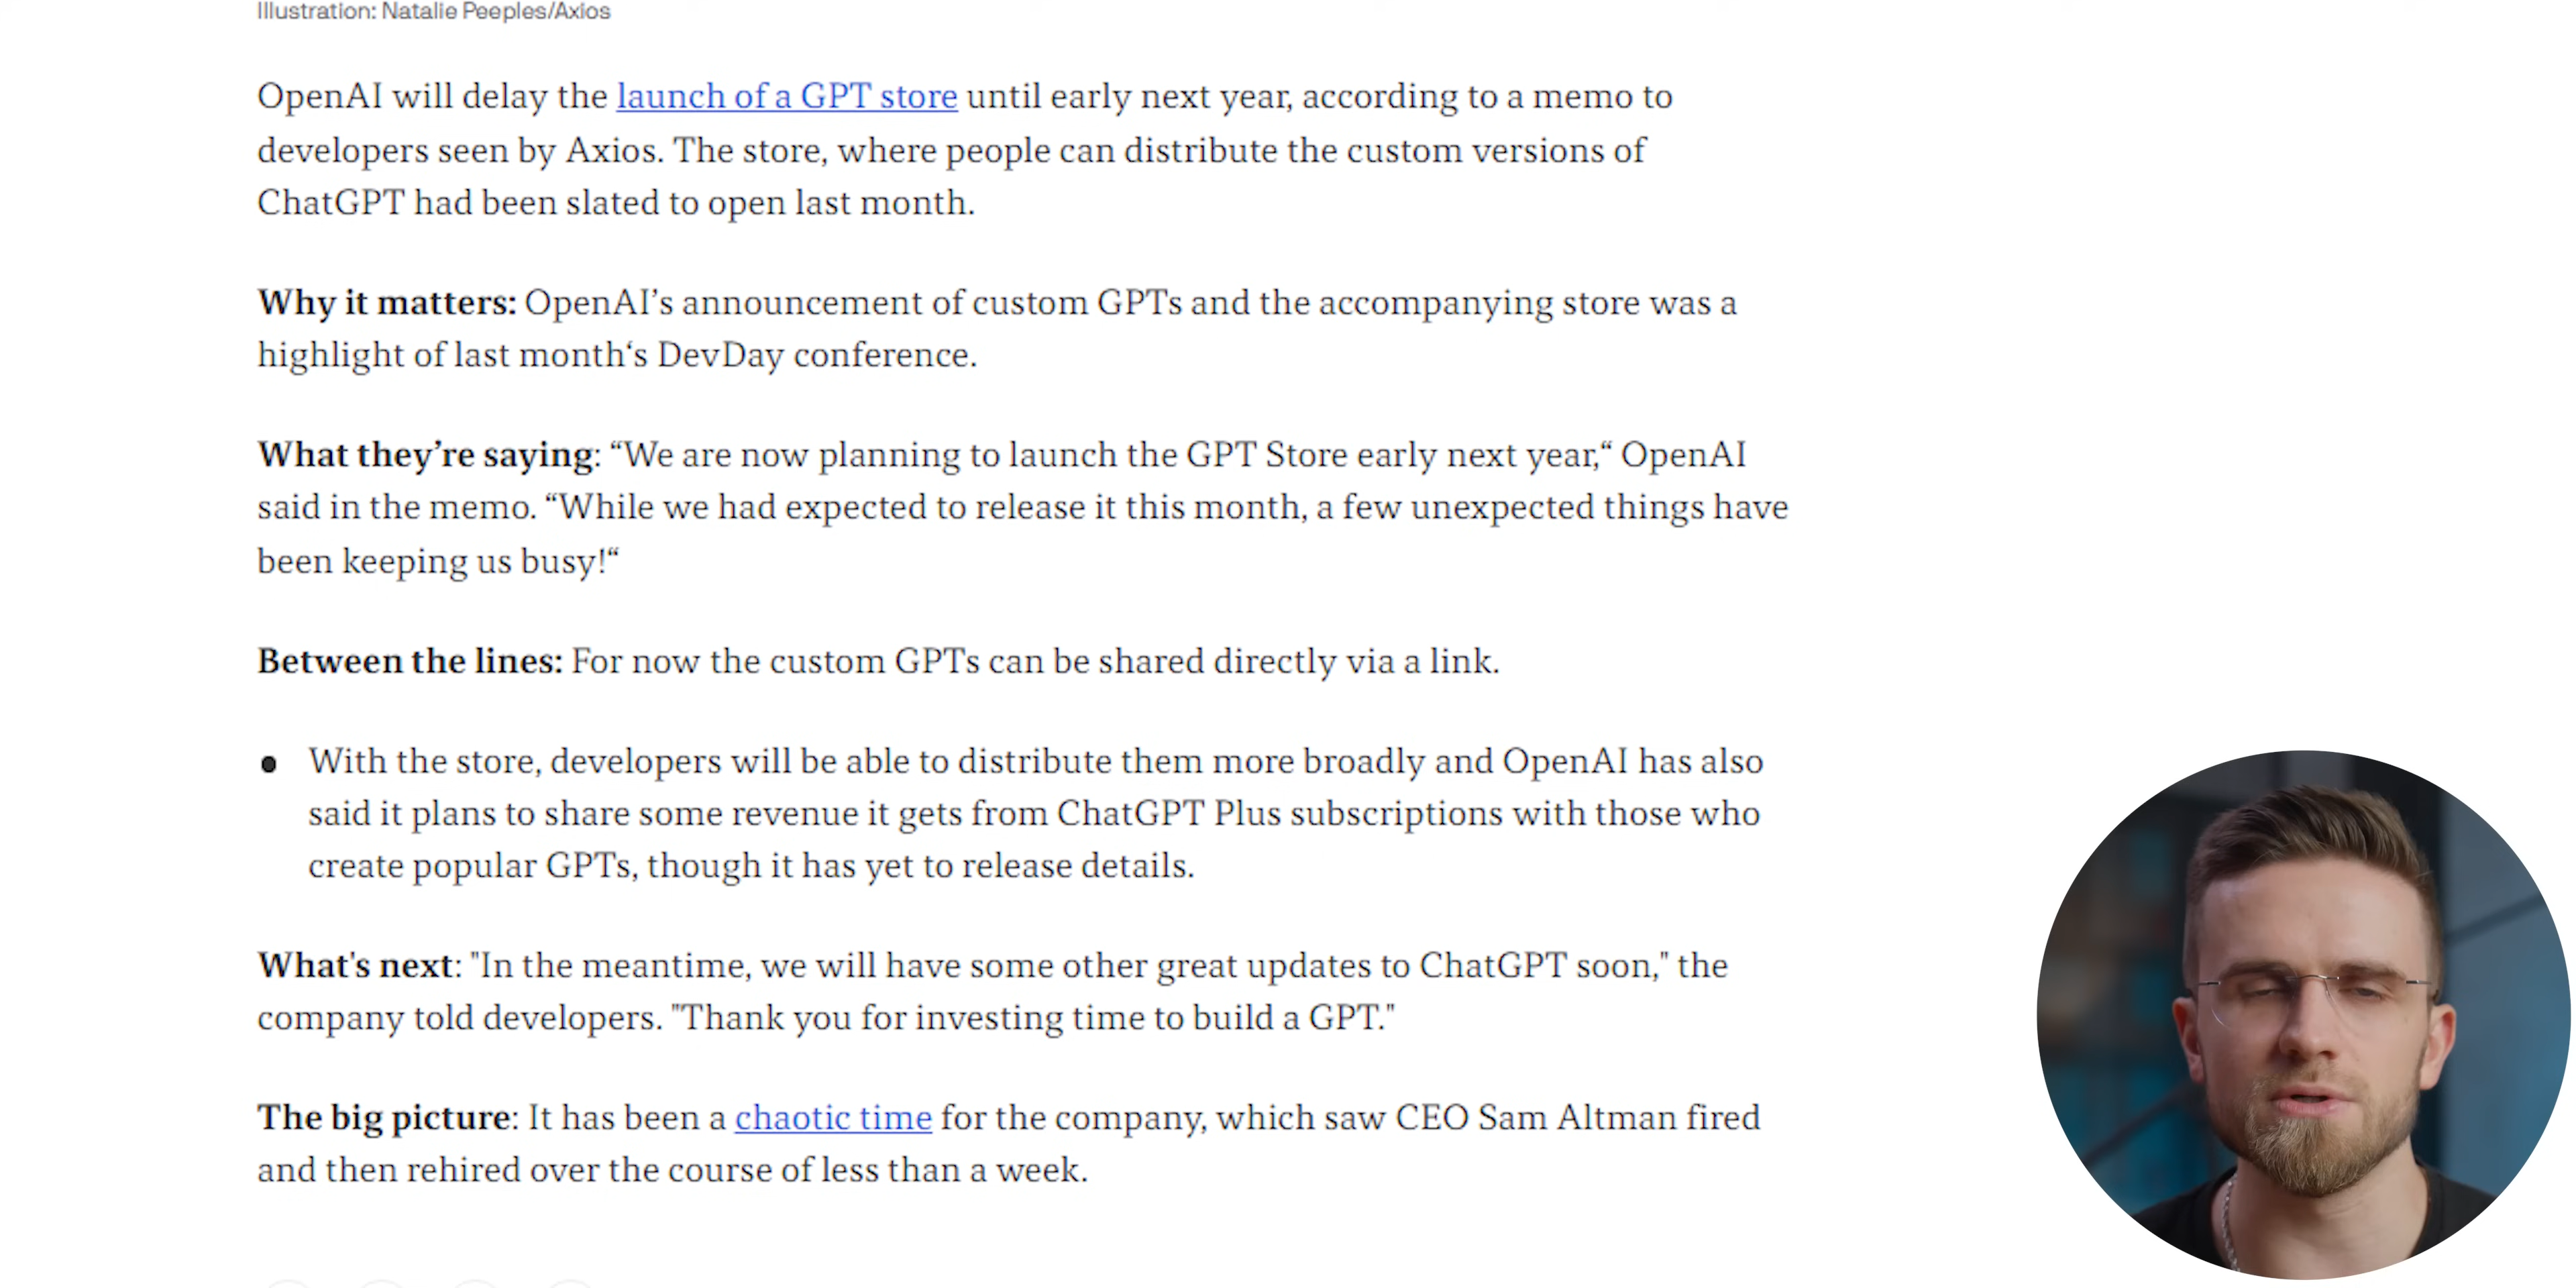 Illustration: Natalie Peeples/Axios
OpenAI will delay the launch of a GPT store until early next year, according to a memo to
developers seen by Axios. The store, where people can distribute the custom versions of
ChatGPT had been slated to open last month.
Why it matters: OpenAI’s announcement of custom GPTs and the accompanying store was a
highlight of last month‘s DevDay conference.
What they’re saying: “We are now planning to launch the GPT Store early next year,“ OpenAI
said in the memo. “While we had expected to release it this month, a few unexpected things have
been keeping us busy!“
Between the lines: For now the custom GPTs can be shared directly via a link.
• With the store, developers will be able to distribute them more broadly and OpenAI has also
said it plans to share some revenue it gets from ChatGPT Plus subscriptions with those who
create popular GPTs, though it has yet to release details.
What's next: "In the meantime, we will have some other great updates to ChatGPT soon," the
company told developers. "Thank you for investing time to build a GPT."
The big picture: It has been a chaotic time for the company, which saw CEO Sam Altman fired
and then rehired over the course of less than a week.